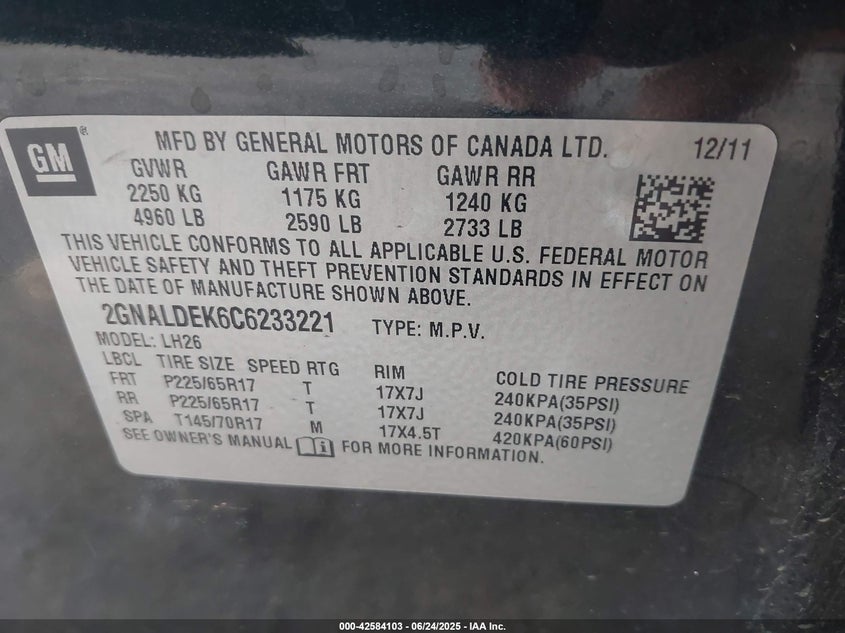 GM ®
MFD BY GENERAL MOTORS OF CANADA LTD. 12/11
GVWR GAWR FRT GAWR RR
2250 KG 1175 KG 1240 KG
4960 LB 2590 LB 2733 LB
THIS VEHICLE CONFORMS TO ALL APPLICABLE U.S. FEDERAL MOTOR
VEHICLE SAFETY AND THEFT PREVENTION STANDARDS IN EFFECT ON
THE DATE OF MANUFACTURE SHOWN ABOVE.
2GNALDEK6C6233221 TYPE: M.P.V.
MODEL: LH26
LBCL TIRE SIZE SPEED RTG RIM COLD TIRE PRESSURE
FRT P225/65R17 T 17X7J 240KPA(35PSI)
RR P225/65R17 T 17X7J 240KPA(35PSI)
SPA T145/70R17 M 17X4.5T 420KPA(60PSI)
SEE OWNER'S MANUAL FOR MORE INFORMATION.
000-42584103 - 06/24/2025 - IAA Inc.